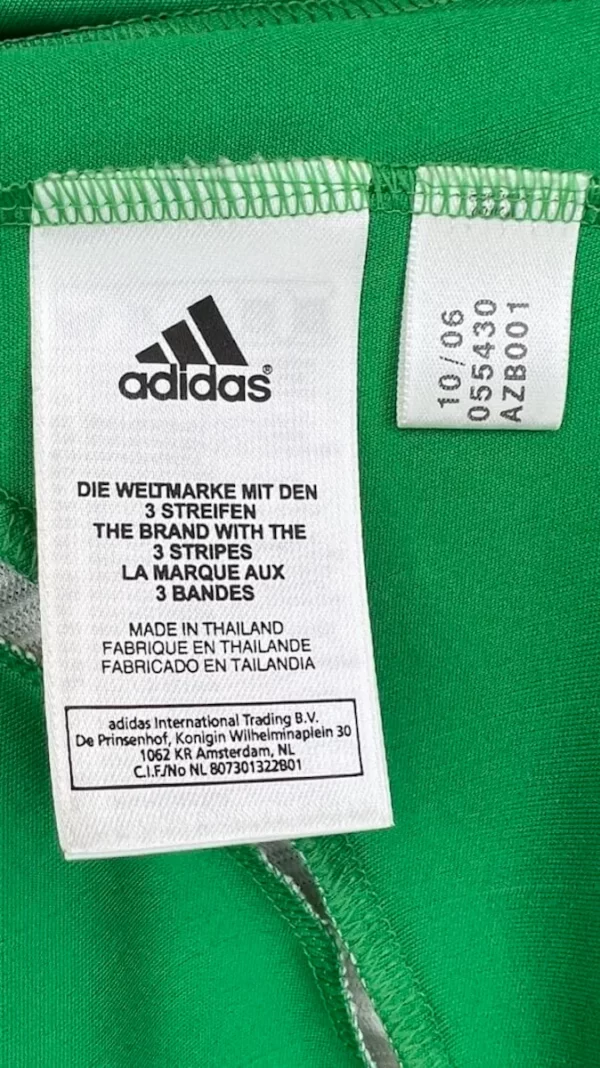 adidas®
DIE WELTMARKE MIT DEN
3 STREIFEN
THE BRAND WITH THE
3 STRIPES
LA MARQUE AUX
3 BANDES
MADE IN THAILAND
FABRIQUE EN THAILANDE
FABRICADO EN TAILANDIA
adidas International Trading B.V.
De Prinsenhof, Konigin Wilhelminaplein 30
1062 KR Amsterdam, NL
C.I.F./No NL 807301322B01
10/06
055430
AZB001